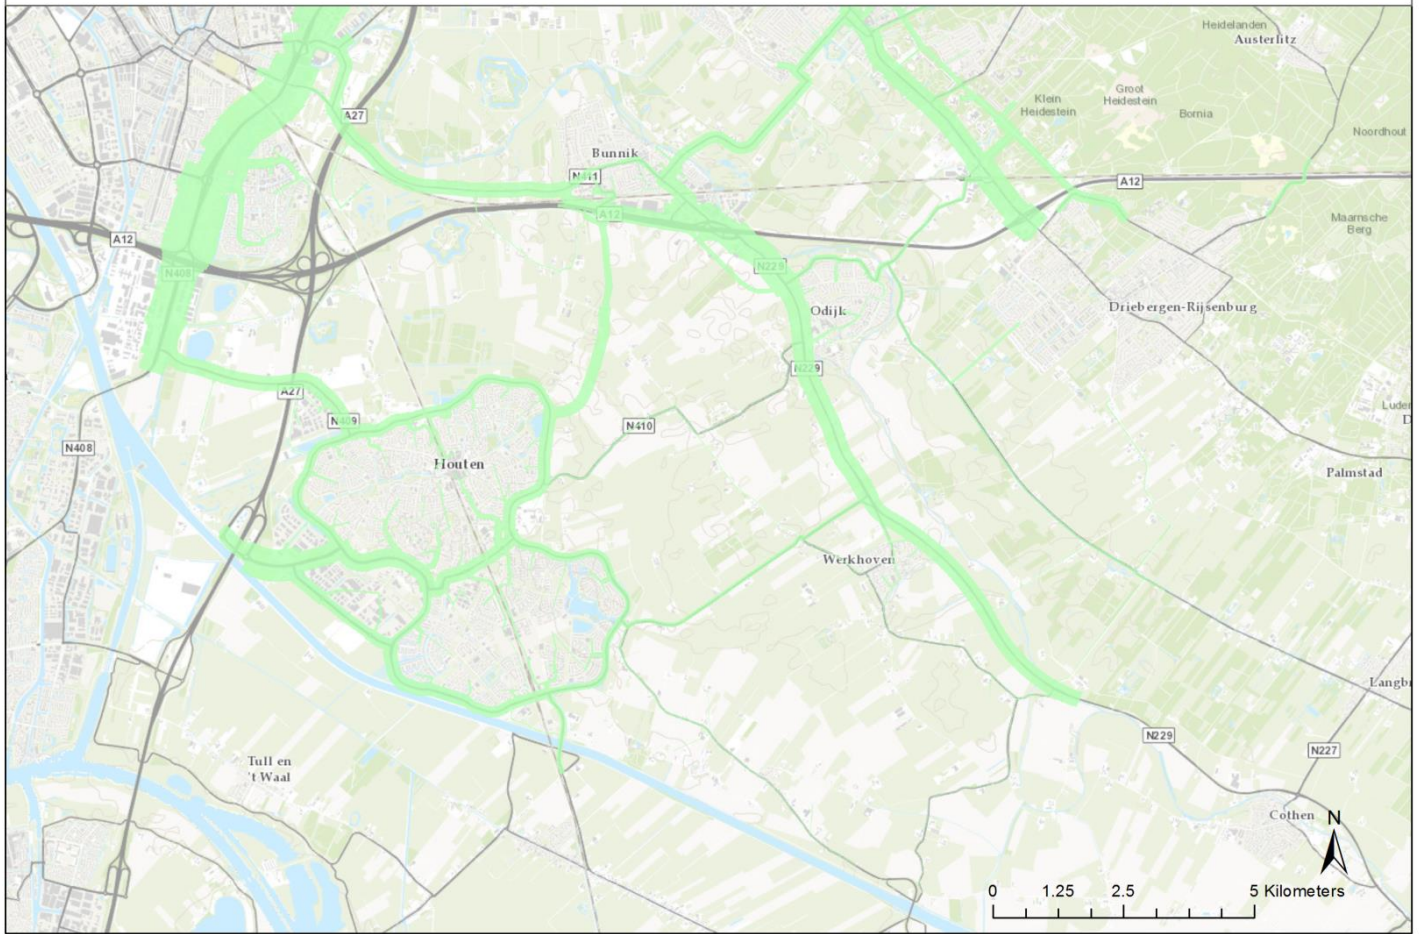 Heidelanden
Austerlitz
Klein
Heidestein
Groot
Heidestein
Bornia
A27
Noordhout
Bunnik
N411
A12
A12
Maarnsche
Berg
A12
N229
N408
Odijk
Driebergen-Rijsenburg
N229
A27
N409
N410
N408
Houten
Palmstad
Werkhoven
N229
N227
Tull en
't Waal
Cothen
N
0 1.25 2.5 5 Kilometers